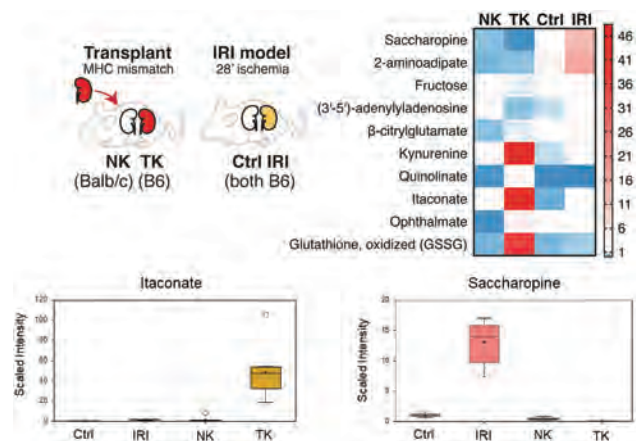 Transplant
MHC mismatch
IRI model
28' ischemia
NK TK
(Balb/c) (B6)
Ctrl IRI
(both B6)
NK TK Ctrl IRI
Saccharopine
2-aminoadipate
Fructose
(3'-5')-adenylyladenosine
β-citrylglutamate
Kynurenine
Quinolinate
Itaconate
Ophthalmate
Glutathione, oxidized (GSSG)
46
41
36
31
26
21
16
11
6
1
Itaconate
Scaled Intensity
120
100
80
60
40
20
0
Ctrl IRI NK TK
Saccharopine
Scaled Intensity
20
15
10
5
0
Ctrl IRI NK TK